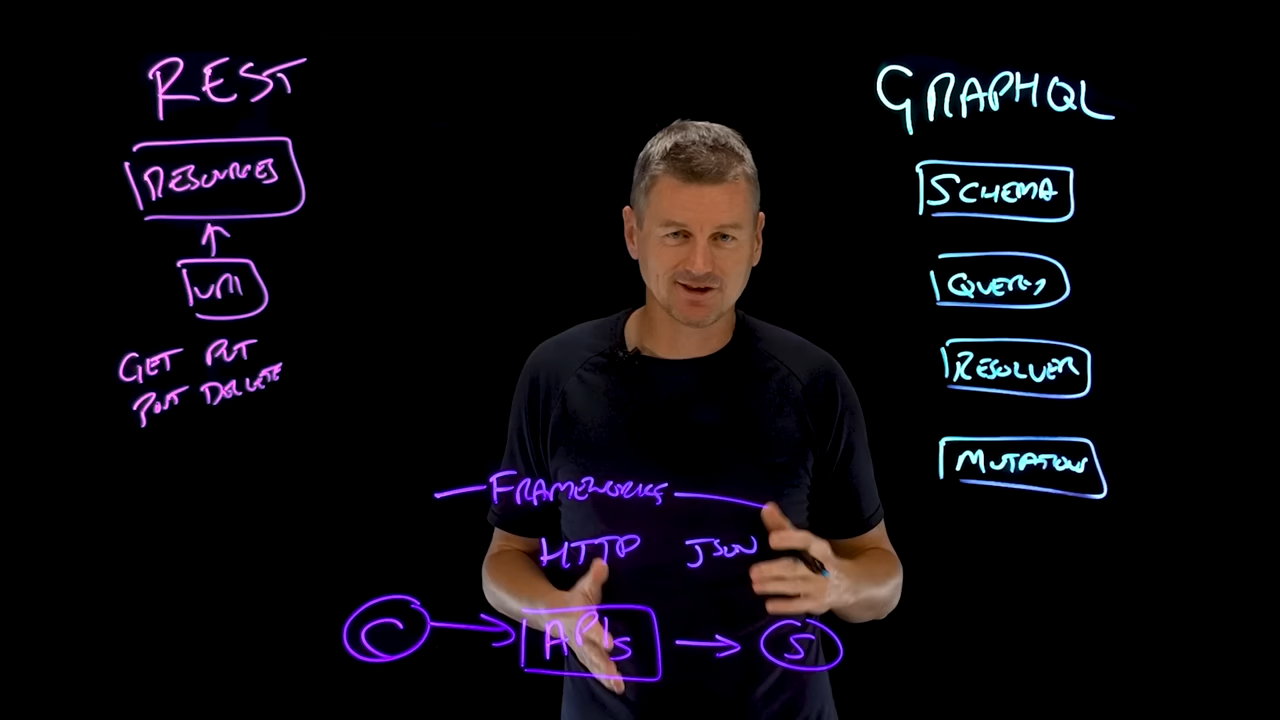 REST
RESOURCES
URI
GET PUT
POST DELETE
GRAPHQL
SCHEMA
QUERY
RESOLVER
MUTATION
FRAMEWORKS
HTTP JSON
C APIs S